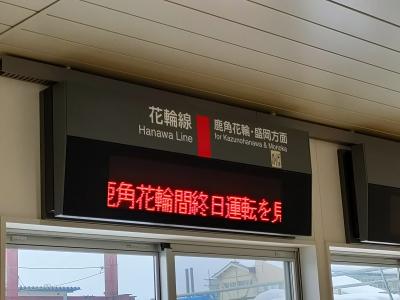 花輪線
Hanawa Line
鹿角花輪・盛岡方面
for Kazunohanawa & Morioka
鹿角花輪間終日運転を見